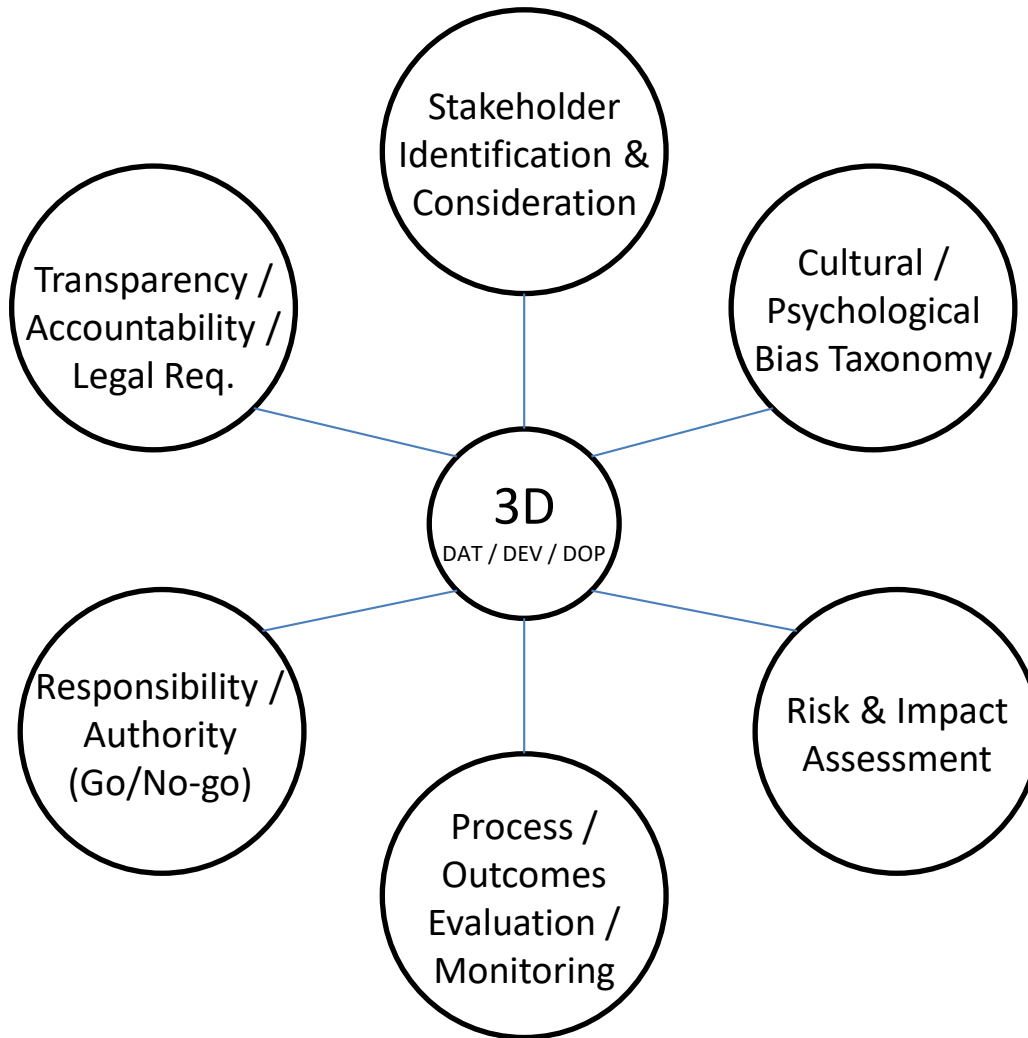 Stakeholder
Identification &
Consideration
Transparency /
Accountability /
Legal Req.
Cultural /
Psychological
Bias Taxonomy
3D
DAT / DEV / DOP
Responsibility /
Authority
(Go/No-go)
Risk & Impact
Assessment
Process /
Outcomes
Evaluation /
Monitoring